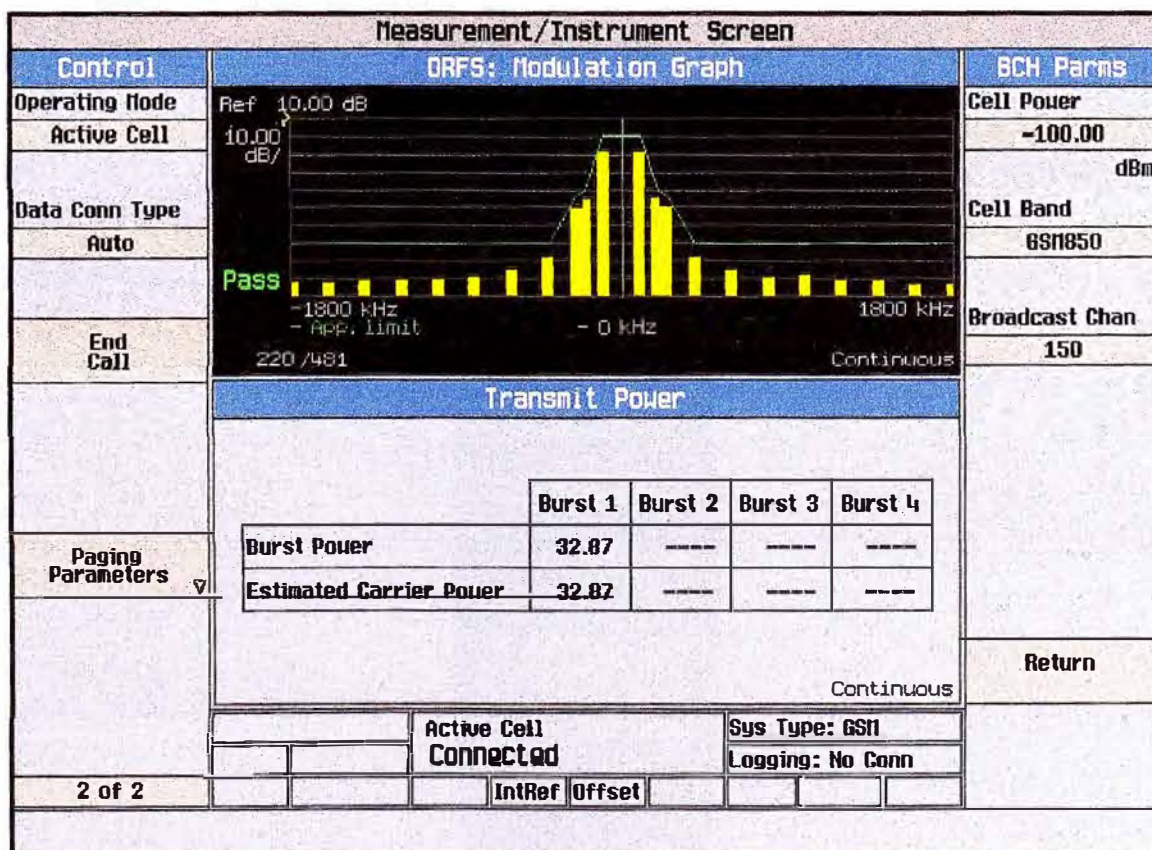 Measurement/Instrument Screen
Control
Operating Mode
Active Cell
Data Conn Type
Auto
End
Call
Paging
Parameters
2 of 2
ORFS: Modulation Graph
Ref 10.00 dB
10.00
dB/
Pass
-1800 kHz
1800 kHz
- App. limit
- 0 kHz
220 /481
Continuous
Transmit Power
Burst 1 Burst 2 Burst 3 Burst 4
Burst Power 32.87 ---- ---- ----
Estimated Carrier Power 32.87 ---- ---- ----
Continuous
Active Cell
Connected
Sys Type: GSM
Logging: No Conn
IntRef Offset
BCH Parms
Cell Power
-100.00
dBm
Cell Band
GSM850
Broadcast Chan
150
Return